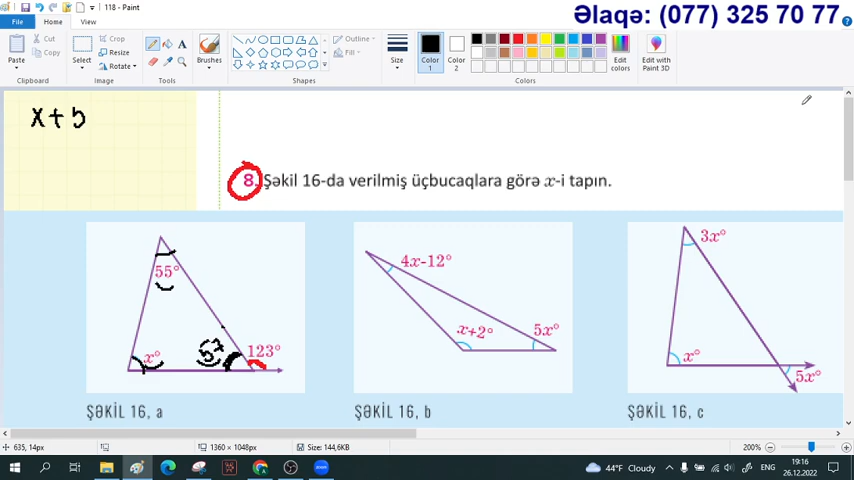 118 - Paint
Əlaqə: (077) 325 70 77
File Home View
Paste
Cut
Copy
Clipboard
Select
Crop
Resize
Rotate
Image
Tools
Brushes
Shapes
Outline
Fill
Size
Color 1
Color 2
Colors
Edit colors
Edit with Paint 3D
x+5
8. Şəkil 16-da verilmiş üçbucaqlara görə x-i tapın.
55°
x°
57
123°
4x-12°
x+2°
5x°
3x°
x°
5x°
ŞƏKİL 16, a
ŞƏKİL 16, b
ŞƏKİL 16, c
635, 14px
1360 × 1048px
Size: 144,6KB
200%
44°F Cloudy
ENG
19:16
26.12.2022